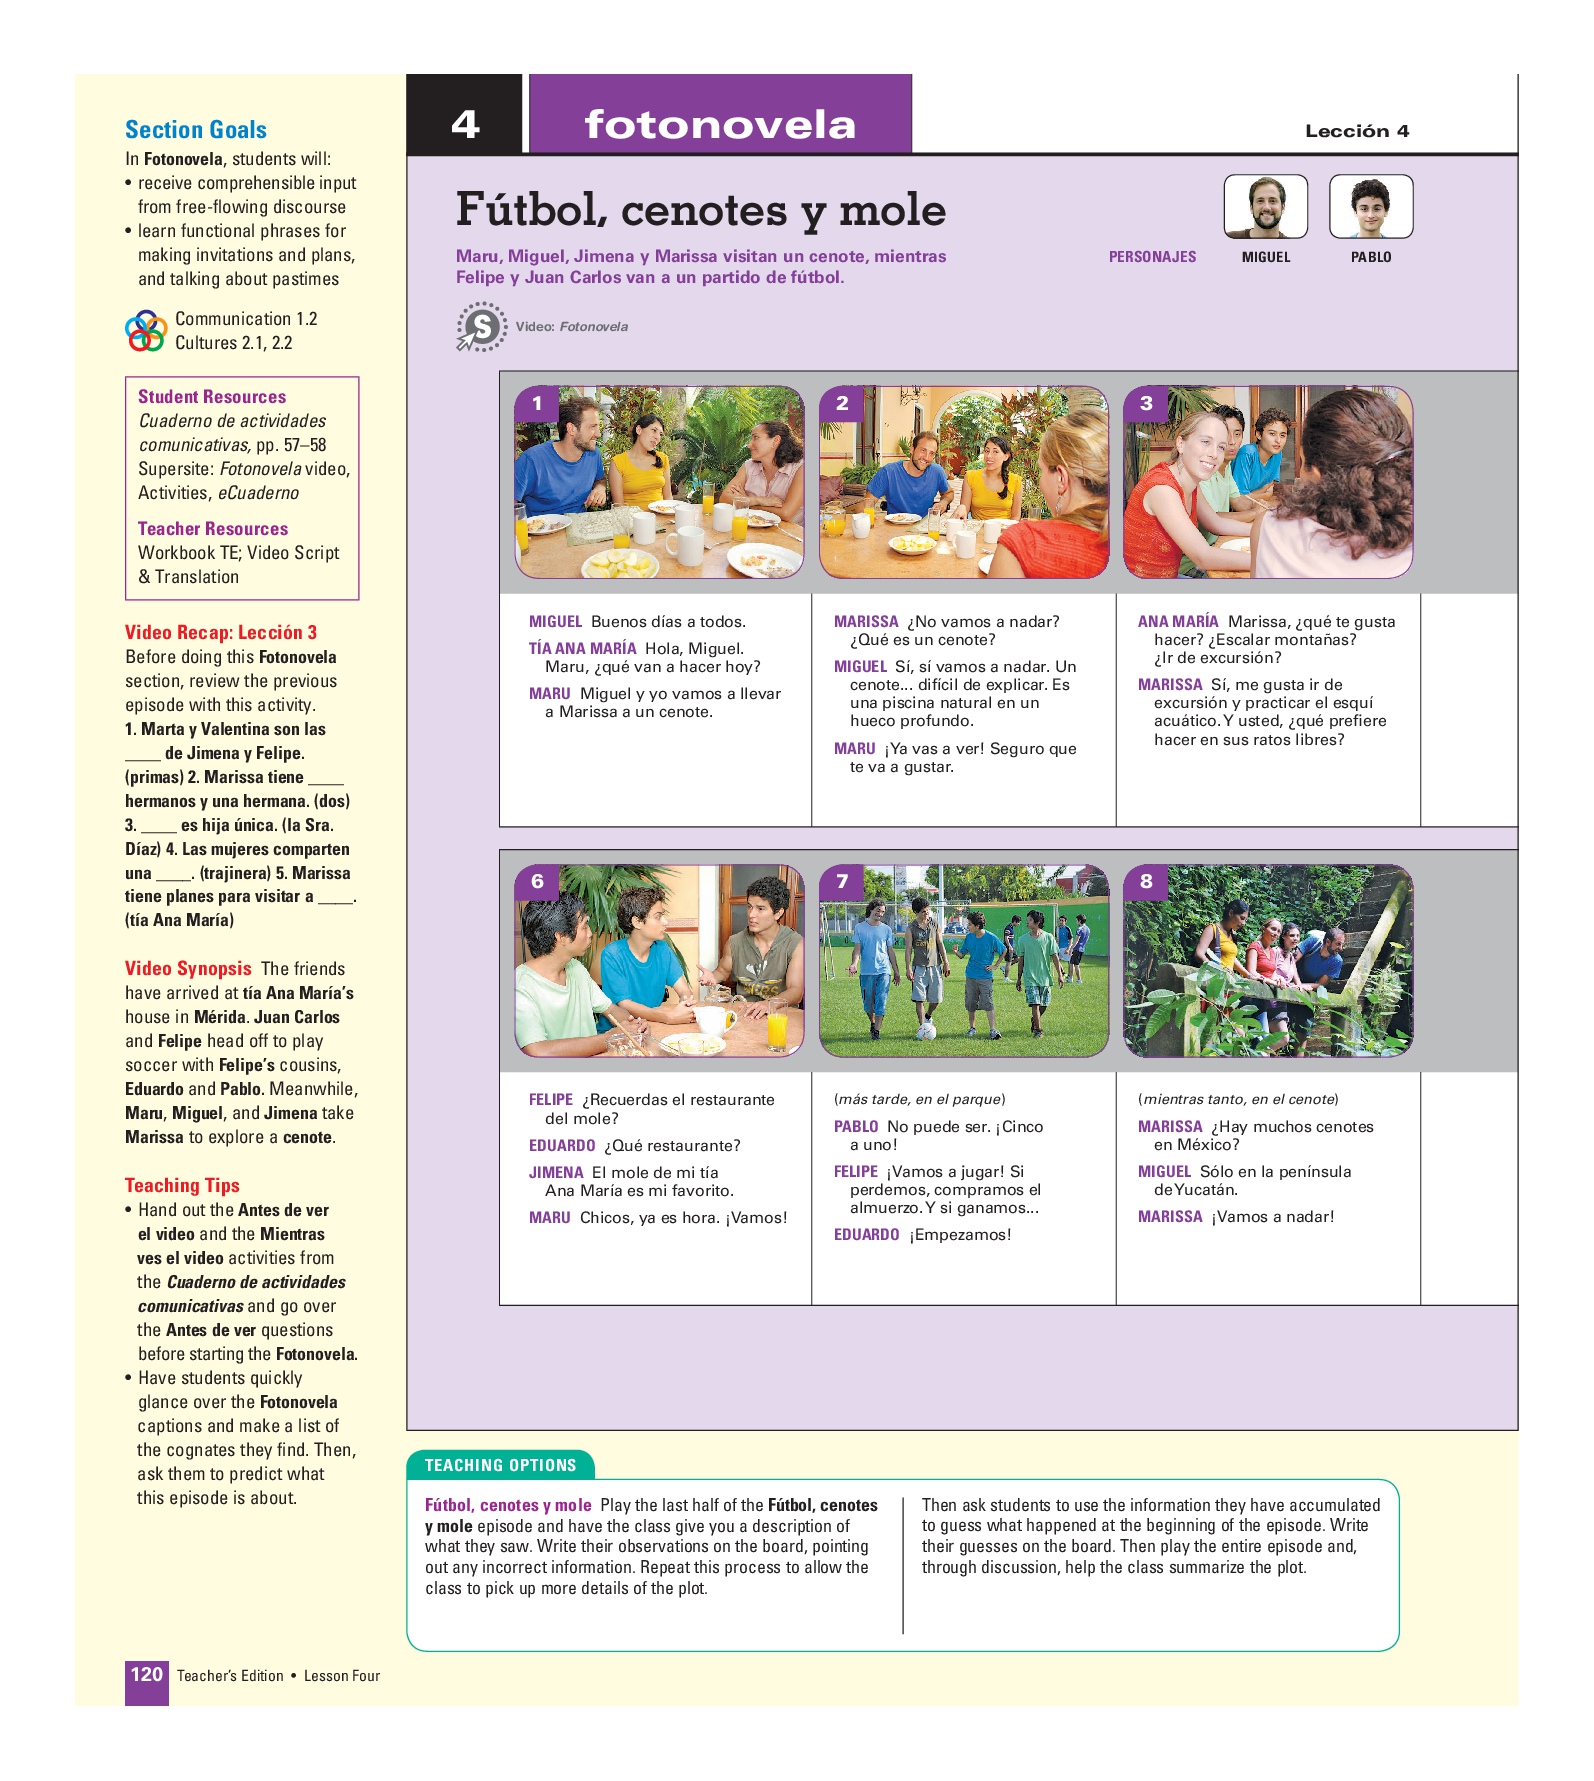 Section Goals
In Fotonovela, students will:
• receive comprehensible input
from free-flowing discourse
• learn functional phrases for
making invitations and plans,
and talking about pastimes
Communication 1.2
Cultures 2.1, 2.2
Student Resources
Cuaderno de actividades
comunicativas, pp. 57–58
Supersite: Fotonovela video,
Activities, eCuaderno
Teacher Resources
Workbook TE; Video Script
& Translation
Video Recap: Lección 3
Before doing this Fotonovela
section, review the previous
episode with this activity.
1. Marta y Valentina son las
____ de Jimena y Felipe.
(primas) 2. Marissa tiene ____
hermanos y una hermana. (dos)
3. ____ es hija única. (la Sra.
Díaz) 4. Las mujeres comparten
una ____. (trajinera) 5. Marissa
tiene planes para visitar a ____.
(tía Ana María)
Video Synopsis The friends
have arrived at tía Ana María’s
house in Mérida. Juan Carlos
and Felipe head off to play
soccer with Felipe’s cousins,
Eduardo and Pablo. Meanwhile,
Maru, Miguel, and Jimena take
Marissa to explore a cenote.
Teaching Tips
• Hand out the Antes de ver
el video and the Mientras
ves el video activities from
the Cuaderno de actividades
comunicativas and go over
the Antes de ver questions
before starting the Fotonovela.
• Have students quickly
glance over the Fotonovela
captions and make a list of
the cognates they find. Then,
ask them to predict what
this episode is about.
4
fotonovela
Lección 4
Fútbol, cenotes y mole
Maru, Miguel, Jimena y Marissa visitan un cenote, mientras
Felipe y Juan Carlos van a un partido de fútbol.
PERSONAJES
MIGUEL
PABLO
S
Video: Fotonovela
1
MIGUEL Buenos días a todos.
TÍA ANA MARÍA Hola, Miguel.
Maru, ¿qué van a hacer hoy?
MARU Miguel y yo vamos a llevar
a Marissa a un cenote.
2
MARISSA ¿No vamos a nadar?
¿Qué es un cenote?
MIGUEL Sí, sí vamos a nadar. Un
cenote... difícil de explicar. Es
una piscina natural en un
hueco profundo.
MARU ¡Ya vas a ver! Seguro que
te va a gustar.
3
ANA MARÍA Marissa, ¿qué te gusta
hacer? ¿Escalar montañas?
¿Ir de excursión?
MARISSA Sí, me gusta ir de
excursión y practicar el esquí
acuático. Y usted, ¿qué prefiere
hacer en sus ratos libres?
6
FELIPE ¿Recuerdas el restaurante
del mole?
EDUARDO ¿Qué restaurante?
JIMENA El mole de mi tía
Ana María es mi favorito.
MARU Chicos, ya es hora. ¡Vamos!
7
(más tarde, en el parque)
PABLO No puede ser. ¡Cinco
a uno!
FELIPE ¡Vamos a jugar! Si
perdemos, compramos el
almuerzo. Y si ganamos...
EDUARDO ¡Empezamos!
8
(mientras tanto, en el cenote)
MARISSA ¿Hay muchos cenotes
en México?
MIGUEL Sólo en la península
de Yucatán.
MARISSA ¡Vamos a nadar!
TEACHING OPTIONS
Fútbol, cenotes y mole Play the last half of the Fútbol, cenotes
y mole episode and have the class give you a description of
what they saw. Write their observations on the board, pointing
out any incorrect information. Repeat this process to allow the
class to pick up more details of the plot.
Then ask students to use the information they have accumulated
to guess what happened at the beginning of the episode. Write
their guesses on the board. Then play the entire episode and,
through discussion, help the class summarize the plot.
120 Teacher’s Edition • Lesson Four